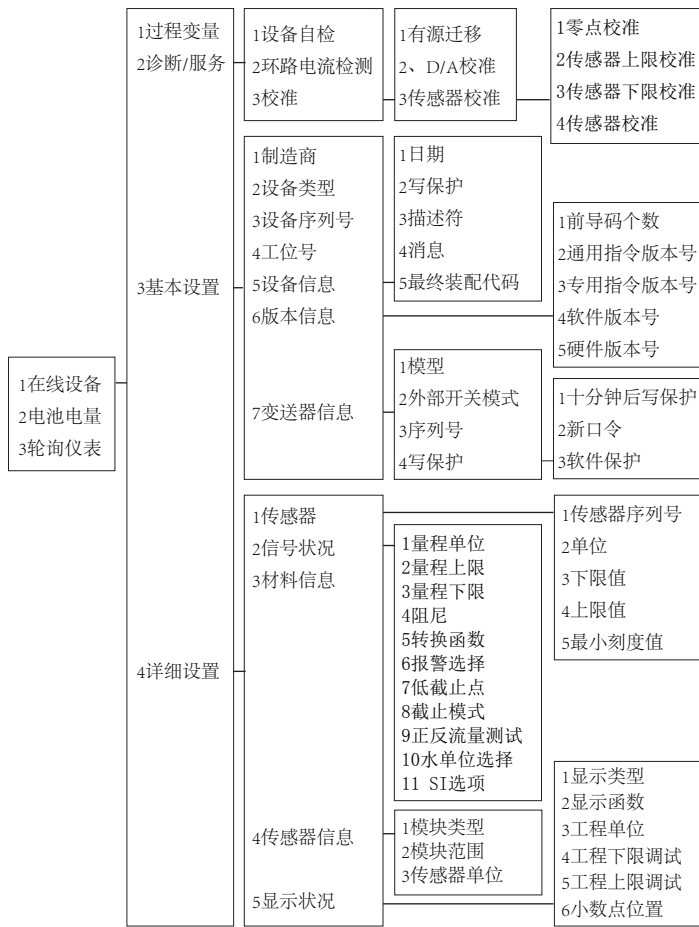 1在线设备
2电池电量
3轮询仪表
1过程变量
2诊断/服务
3基本设置
4详细设置
1设备自检
2环路电流检测
3校准
1有源迁移
2、D/A校准
3传感器校准
1零点校准
2传感器上限校准
3传感器下限校准
4传感器校准
1制造商
2设备类型
3设备序列号
4工位号
5设备信息
6版本信息
7变送器信息
1日期
2写保护
3描述符
4消息
5最终装配代码
1前导码个数
2通用指令版本号
3专用指令版本号
4软件版本号
5硬件版本号
1模型
2外部开关模式
3序列号
4写保护
1十分钟后写保护
2新口令
3软件保护
1传感器
2信号状况
3材料信息
4传感器信息
5显示状况
1传感器序列号
2单位
3下限值
4上限值
5最小刻度值
1量程单位
2量程上限
3量程下限
4阻尼
5转换函数
6报警选择
7低截止点
8截止模式
9正反流量测试
10水单位选择
11 SI选项
1模块类型
2模块范围
3传感器单位
1显示类型
2显示函数
3工程单位
4工程下限调试
5工程上限调试
6小数点位置